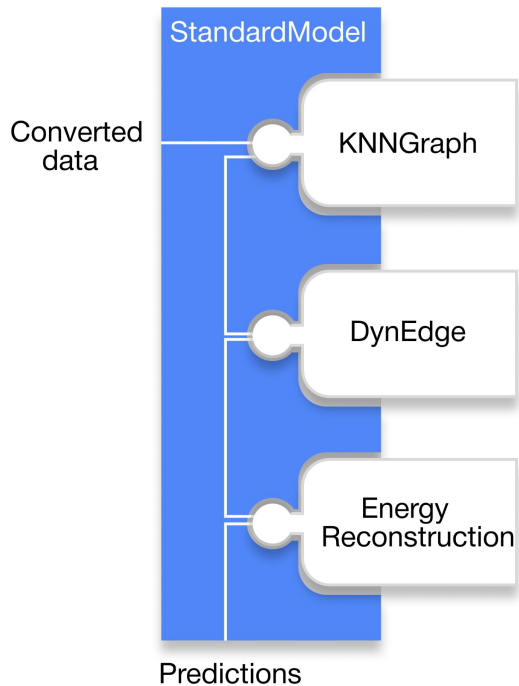 StandardModel
Converted
data
KNNGraph
DynEdge
Energy
Reconstruction
Predictions